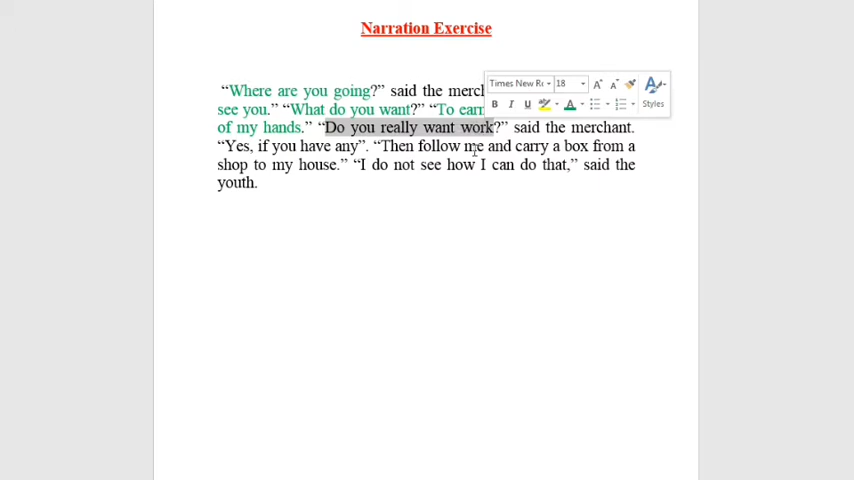 Narration Exercise
“Where are you going?” said the merch
Times New R 18
see you.” “What do you want?” “To earn
B I U A Styles
of my hands.” “Do you really want work?” said the merchant.
“Yes, if you have any”. “Then follow me and carry a box from a
shop to my house.” “I do not see how I can do that,” said the
youth.